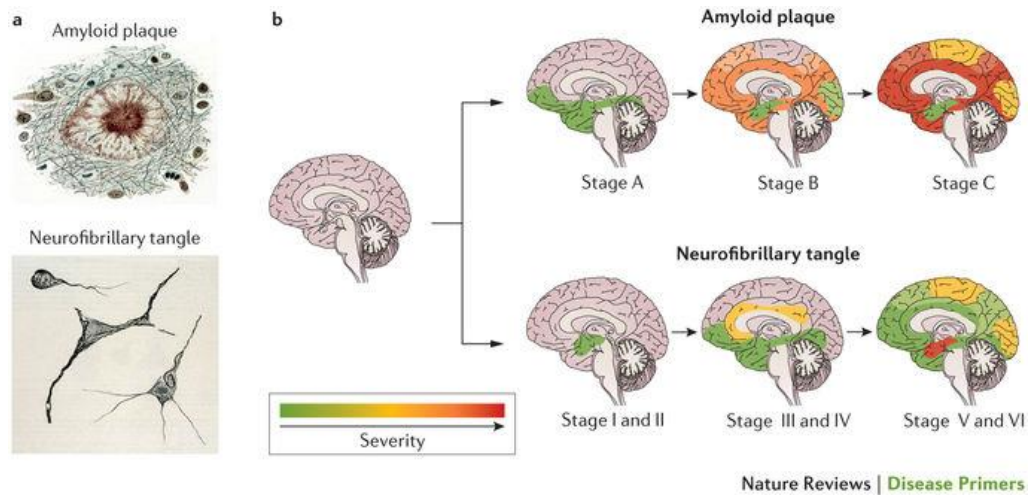 a
Amyloid plaque
Neurofibrillary tangle
b
Amyloid plaque
Stage A
Stage B
Stage C
Neurofibrillary tangle
Stage I and II
Stage III and IV
Stage V and VI
Severity
Nature Reviews | Disease Primers